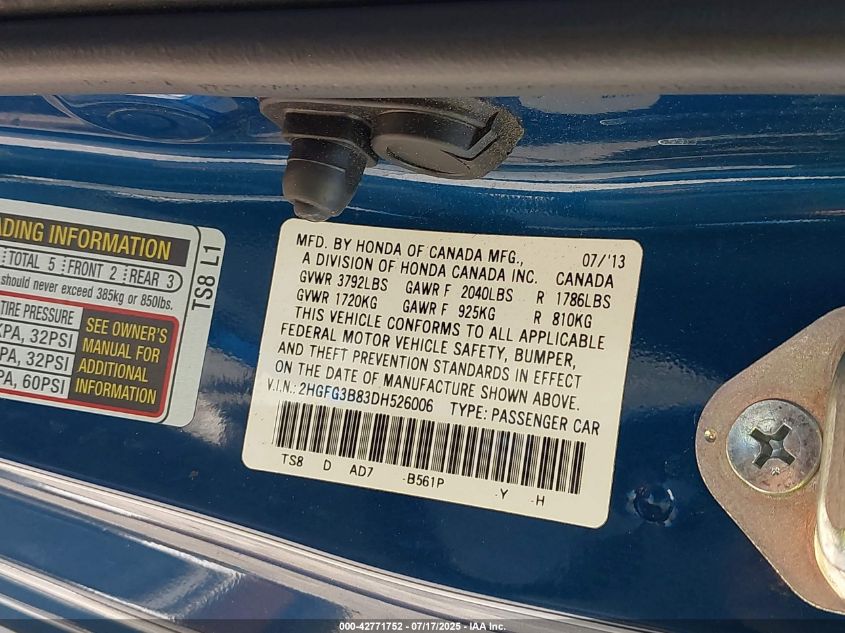 ADING INFORMATION
TOTAL 5 FRONT 2 REAR 3
should never exceed 385kg or 850lbs.
TIRE PRESSURE
KPA, 32PSI
PA, 32PSI
PA, 60PSI
SEE OWNER'S
MANUAL FOR
ADDITIONAL
INFORMATION
TS8 L1
MFD. BY HONDA OF CANADA MFG., 07/'13
A DIVISION OF HONDA CANADA INC. CANADA
GVWR 3792LBS GAWR F 2040LBS R 1786LBS
GVWR 1720KG GAWR F 925KG R 810KG
THIS VEHICLE CONFORMS TO ALL APPLICABLE
FEDERAL MOTOR VEHICLE SAFETY, BUMPER,
AND THEFT PREVENTION STANDARDS IN EFFECT
ON THE DATE OF MANUFACTURE SHOWN ABOVE.
V.I.N.: 2HGFG3B83DH526006 TYPE: PASSENGER CAR
TS8 D AD7 -B561P -Y -H
000-42771752 — 07/17/2025 — IAA Inc.